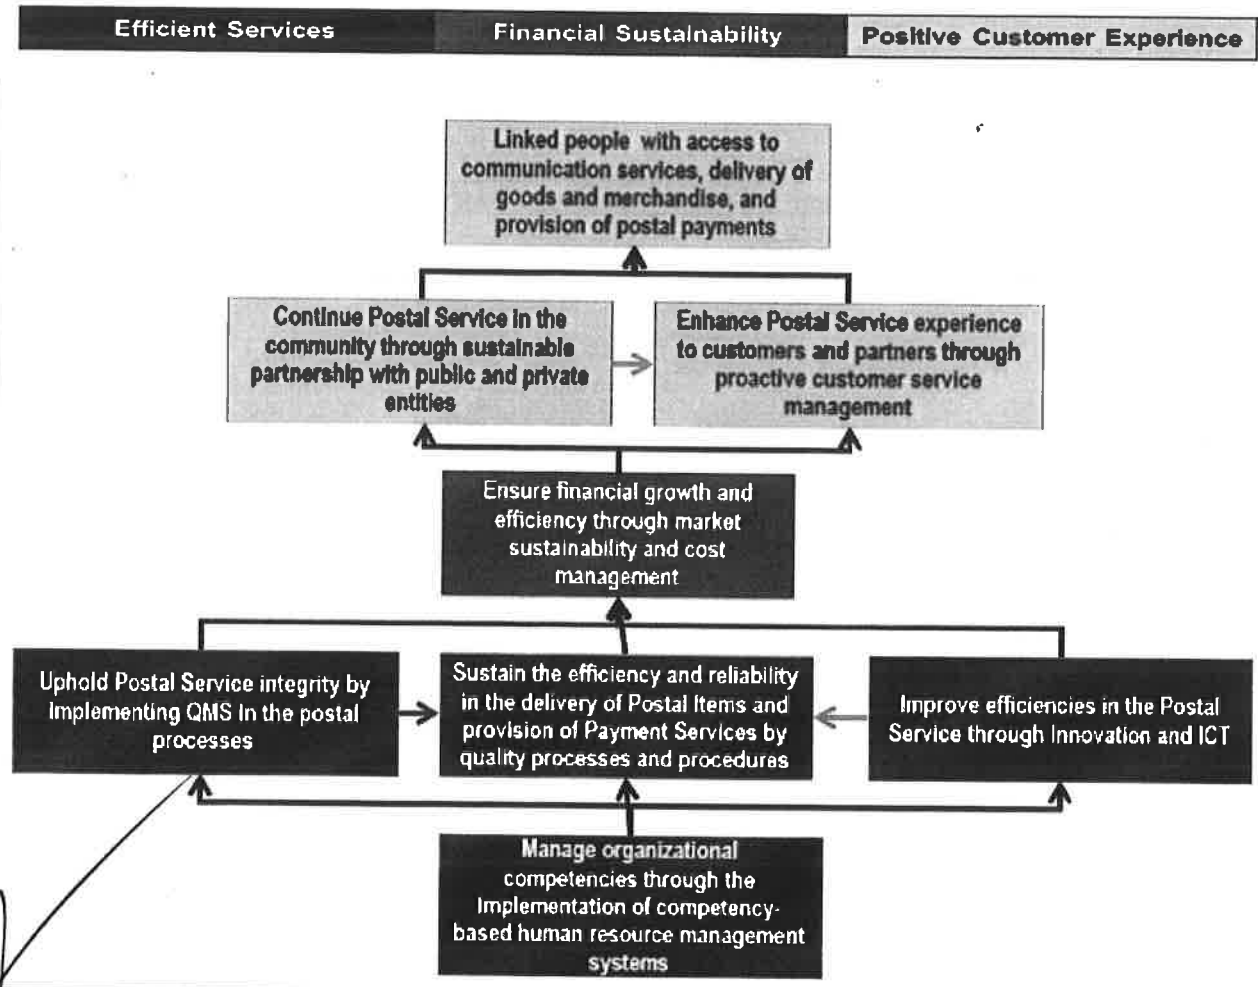 Efficient Services
Financial Sustainability
Positive Customer Experience
Linked people with access to
communication services, delivery of
goods and merchandise, and
provision of postal payments
Continue Postal Service in the
community through sustainable
partnership with public and private
entities
Enhance Postal Service experience
to customers and partners through
proactive customer service
management
Ensure financial growth and
efficiency through market
sustainability and cost
management
Uphold Postal Service integrity by
Implementing QMS in the postal
processes
Sustain the efficiency and reliability
in the delivery of Postal Items and
provision of Payment Services by
quality processes and procedures
Improve efficiencies in the Postal
Service through Innovation and ICT
Manage organizational
competencies through the
Implementation of competency-
based human resource management
systems